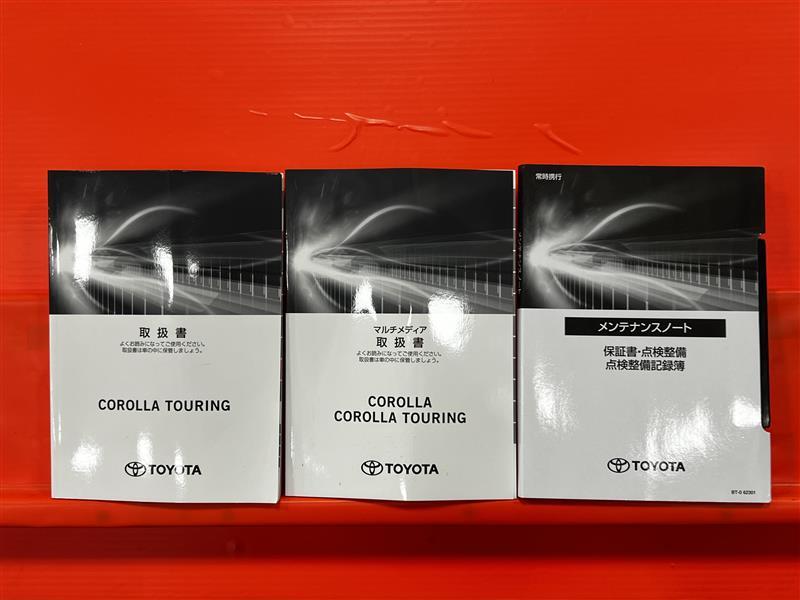 取扱書
よくお読みになってご使用ください。
取扱書は車の中に保管しましょう。
COROLLA TOURING
TOYOTA
マルチメディア
取扱書
よくお読みになってご使用ください。
取扱書は車の中に保管しましょう。
COROLLA
COROLLA TOURING
TOYOTA
常時携行
メンテナンスノート
保証書・点検整備
点検整備記録簿
TOYOTA
BT-0 62301